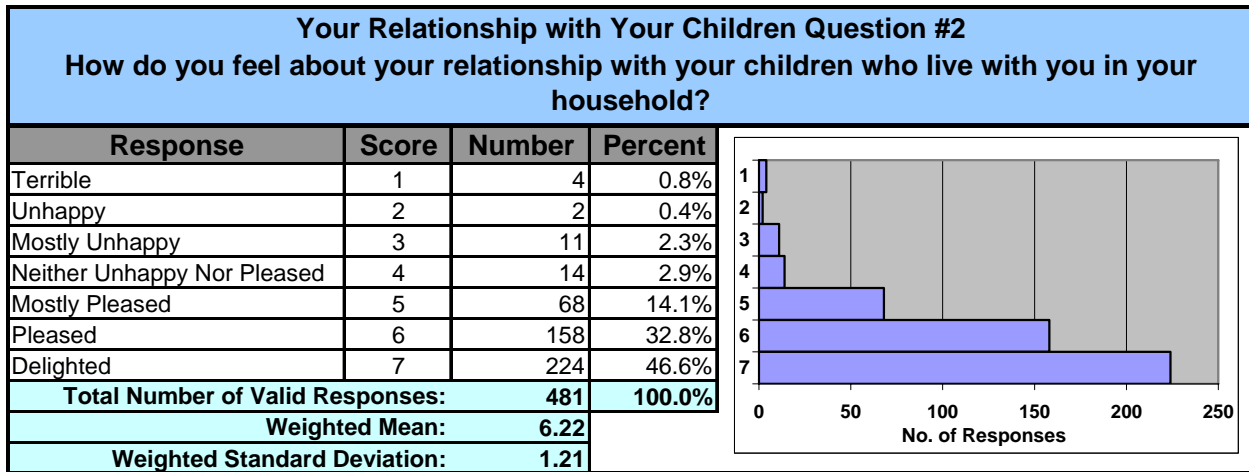 Your Relationship with Your Children Question #2
How do you feel about your relationship with your children who live with you in your
household?
Response Score Number Percent
Terrible 1 4 0.8%
Unhappy 2 2 0.4%
Mostly Unhappy 3 11 2.3%
Neither Unhappy Nor Pleased 4 14 2.9%
Mostly Pleased 5 68 14.1%
Pleased 6 158 32.8%
Delighted 7 224 46.6%
Total Number of Valid Responses: 481 100.0%
Weighted Mean: 6.22
Weighted Standard Deviation: 1.21
1
2
3
4
5
6
7
0 50 100 150 200 250
No. of Responses